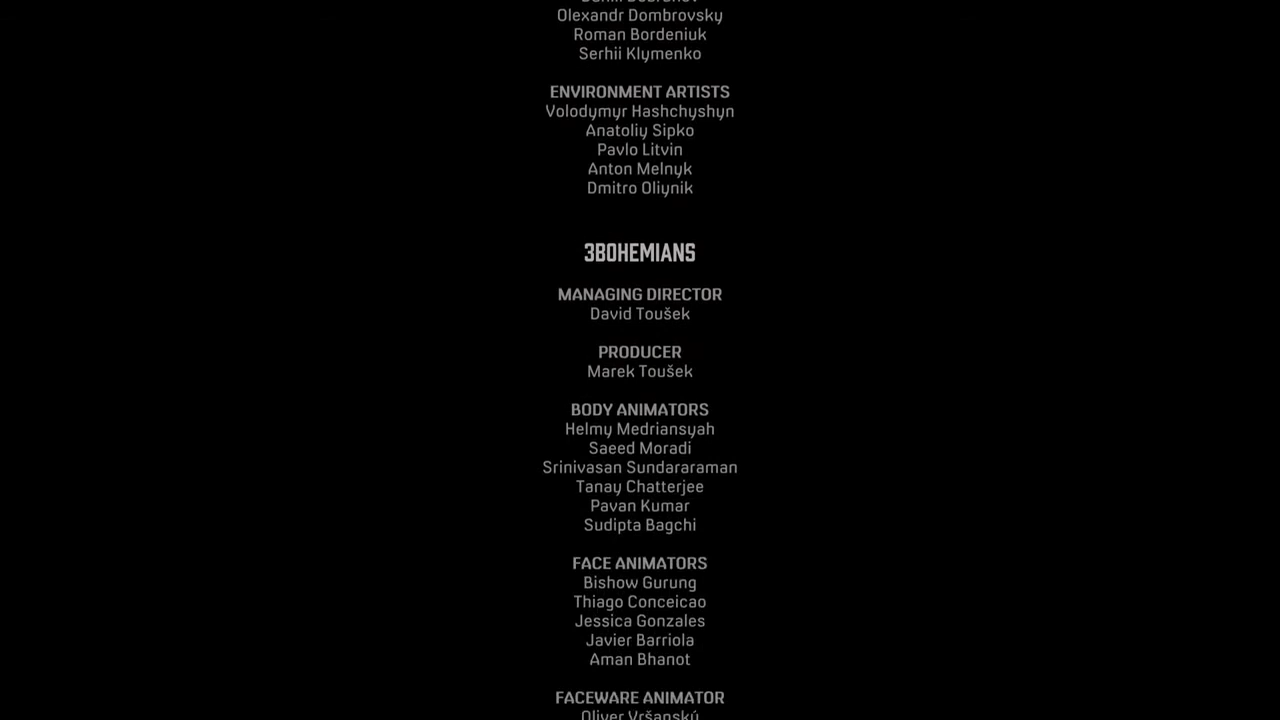 Olexandr Dombrovsky
Roman Bordeniuk
Serhii Klymenko
ENVIRONMENT ARTISTS
Volodymyr Hashchyshyn
Anatoliy Sipko
Pavlo Litvin
Anton Melnyk
Dmitro Oliynik
3BOHEMIANS
MANAGING DIRECTOR
David Toušek
PRODUCER
Marek Toušek
BODY ANIMATORS
Helmy Medriansyah
Saeed Moradi
Srinivasan Sundararaman
Tanay Chatterjee
Pavan Kumar
Sudipta Bagchi
FACE ANIMATORS
Bishow Gurung
Thiago Conceicao
Jessica Gonzales
Javier Barriola
Aman Bhanot
FACEWARE ANIMATOR
Oliver Vršanský